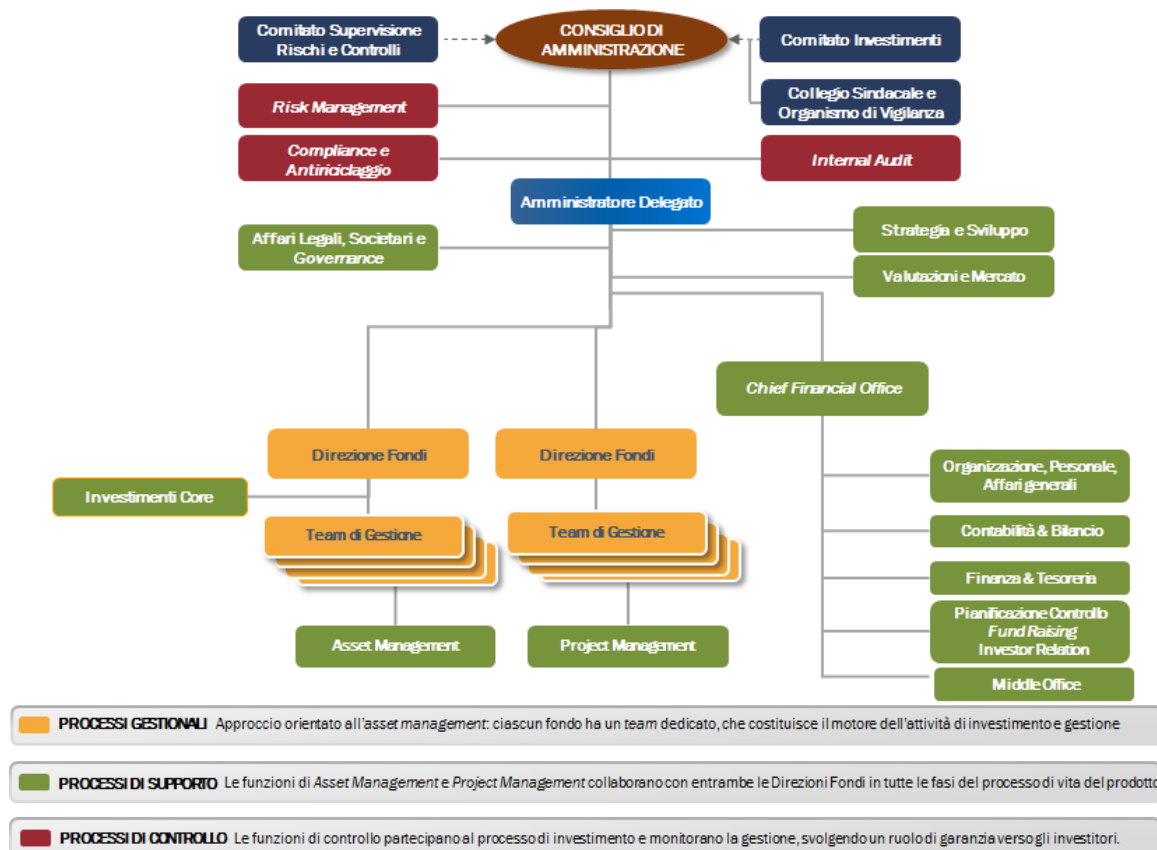 Comitato Supervisione
Rischi e Controlli
CONSIGLIO DI
AMMINISTRAZIONE
Comitato Investimenti
Collegio Sindacale e
Organismo di Vigilanza
Risk Management
Compliance e
Antiriciclaggio
Internal Audit
Amministratore Delegato
Affari Legali, Societari e
Governance
Strategia e Sviluppo
Valutazioni e Mercato
Chief Financial Office
Direzione Fondi
Direzione Fondi
Investimenti Core
Team di Gestione
Team di Gestione
Asset Management
Project Management
Organizzazione, Personale,
Affari generali
Contabilità & Bilancio
Finanza & Tesoreria
Pianificazione Controllo
Fund Raising
Investor Relation
Middle Office
PROCESSI GESTIONALI Approccio orientato all'asset management: ciascun fondo ha un team dedicato, che costituisce il motore dell'attività di investimento e gestione
PROCESSI DI SUPPORTO Le funzioni di Asset Management e Project Management collaborano con entrambe le Direzioni Fondi in tutte le fasi del processo di vita del prodotto
PROCESSI DI CONTROLLO Le funzioni di controllo partecipano al processo di investimento e monitorano la gestione, svolgendo un ruolo di garanzia verso gli investitori.